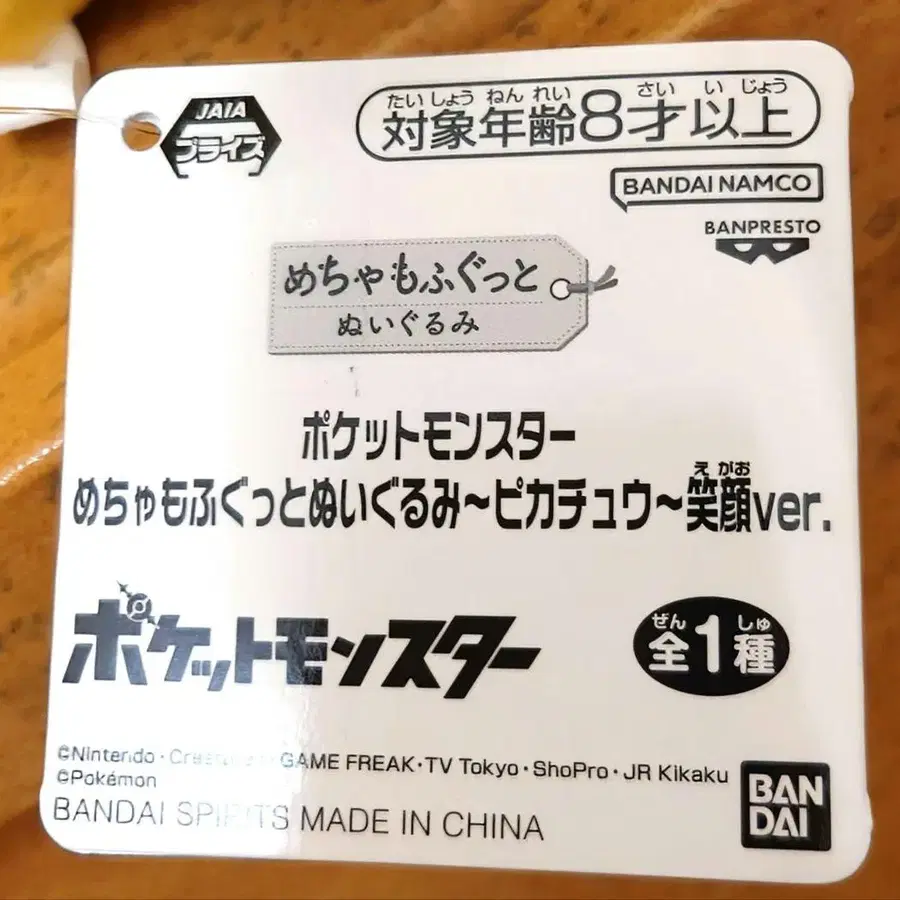 JAIA
プライズ
たいしょうねんれい さいいじょう
対象年齢8才以上
BANDAI NAMCO
BANPRESTO
めちゃもふぐっと
ぬいぐるみ
ポケットモンスター
えがお
めちゃもふぐっとぬいぐるみ～ピカチュウ～笑顔ver.
ポケットモンスター
ぜん しゅ
全1種
©Nintendo・Creatures・GAME FREAK・TV Tokyo・ShoPro・JR Kikaku
©Pokémon
BANDAI SPIRITS MADE IN CHINA
BAN
DAI